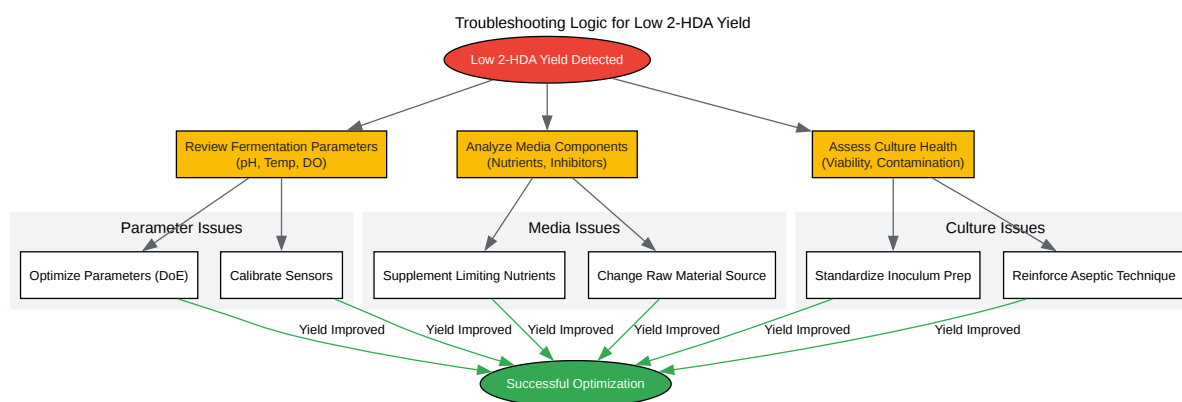 Troubleshooting Logic for Low 2-HDA Yield
Low 2-HDA Yield Detected
Review Fermentation Parameters
(pH, Temp, DO)
Analyze Media Components
(Nutrients, Inhibitors)
Assess Culture Health
(Viability, Contamination)
Parameter Issues
Media Issues
Culture Issues
Optimize Parameters (DoE)
Calibrate Sensors
Supplement Limiting Nutrients
Change Raw Material Source
Standardize Inoculum Prep
Reinforce Aseptic Technique
Yield Improved
Yield Improved
Yield Improved
Yield Improved
Yield Improved
Yield Improved
Successful Optimization